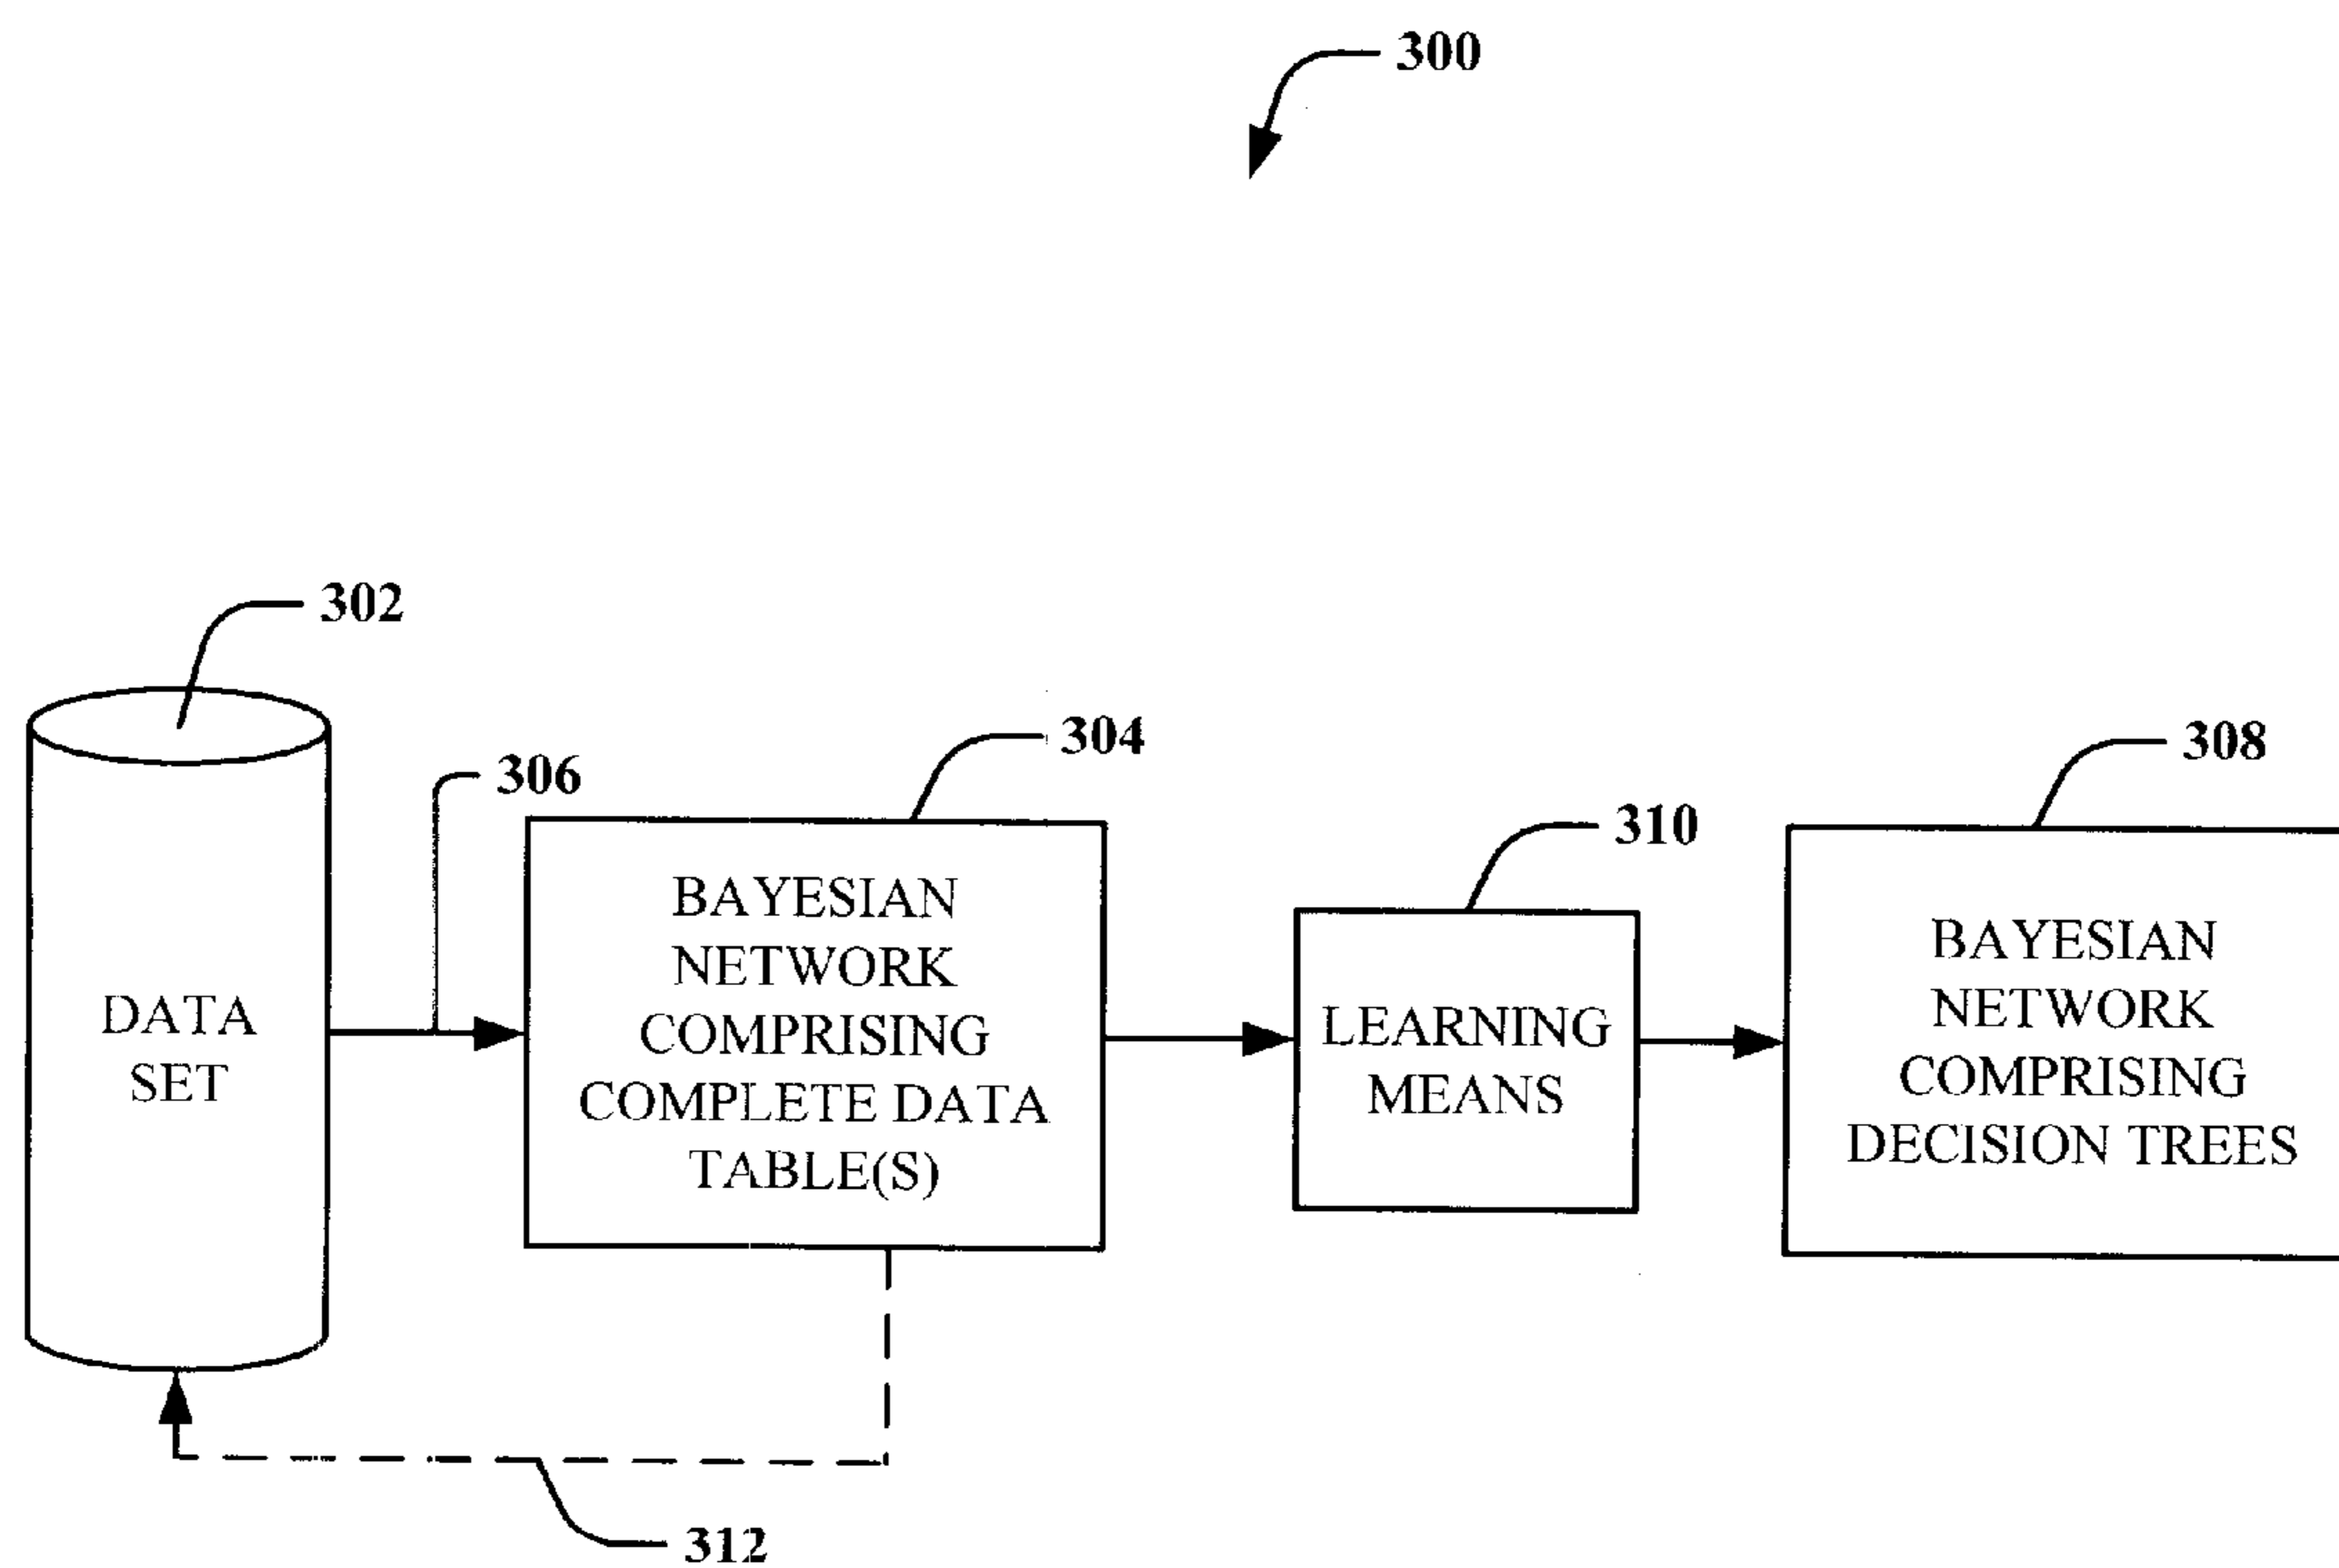 300
302
304
308
306
310
BAYESIAN
NETWORK
COMPRISING
COMPLETE DATA
TABLE(S)
BAYESIAN
NETWORK
COMPRISING
DECISION TREES
DATA
SET
LEARNING
MEANS
312